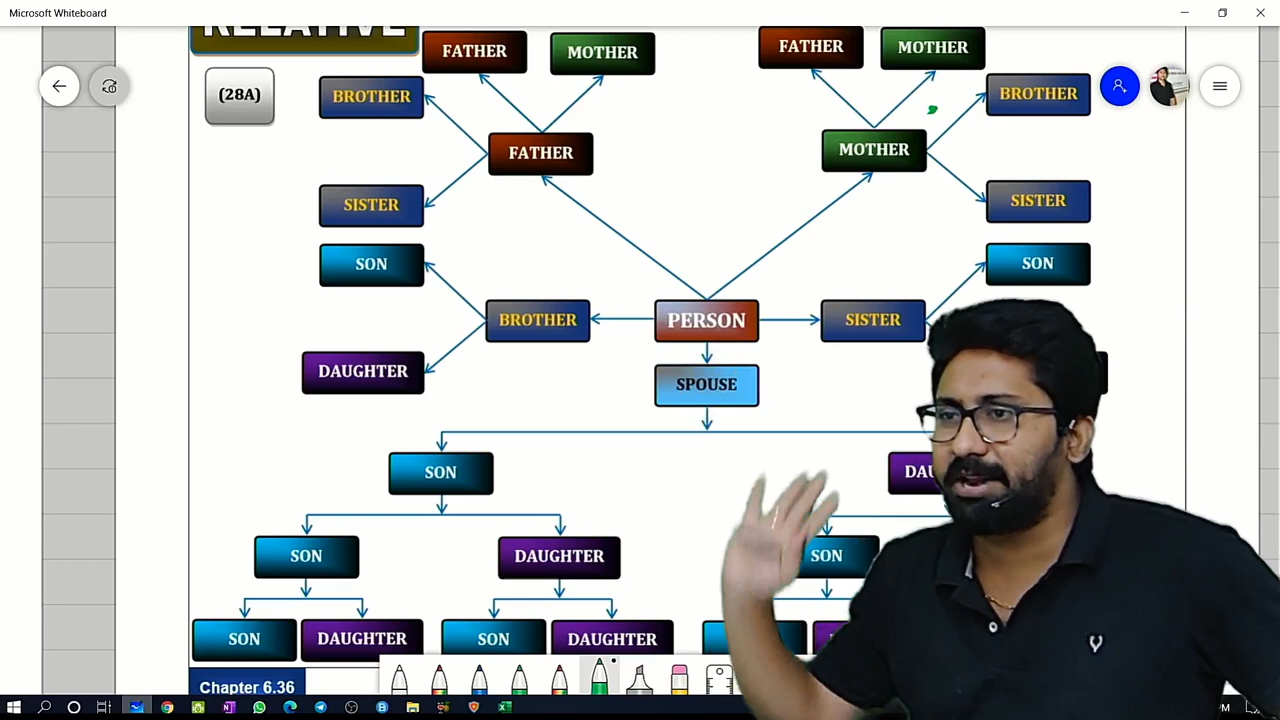 Microsoft Whiteboard
RELATIVE
(28A)
FATHER
MOTHER
FATHER
MOTHER
BROTHER
BROTHER
FATHER
MOTHER
SISTER
SISTER
SON
SON
BROTHER
PERSON
SISTER
DAUGHTER
SPOUSE
SON
DAU
SON
DAUGHTER
SON
SON
DAUGHTER
SON
DAUGHTER
Chapter 6.36